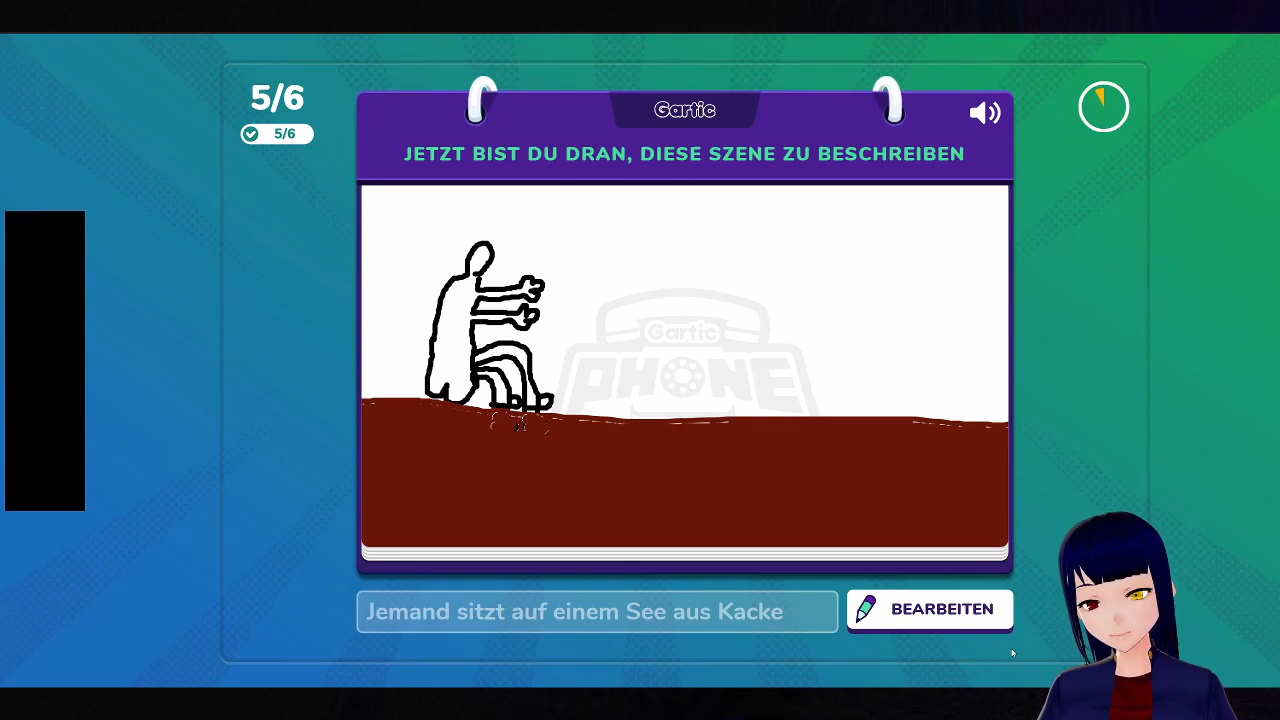 5/6
5/6
Gartic
JETZT BIST DU DRAN, DIESE SZENE ZU BESCHREIBEN
Gartic
PHONE
Jemand sitzt auf einem See aus Kacke
BEARBEITEN